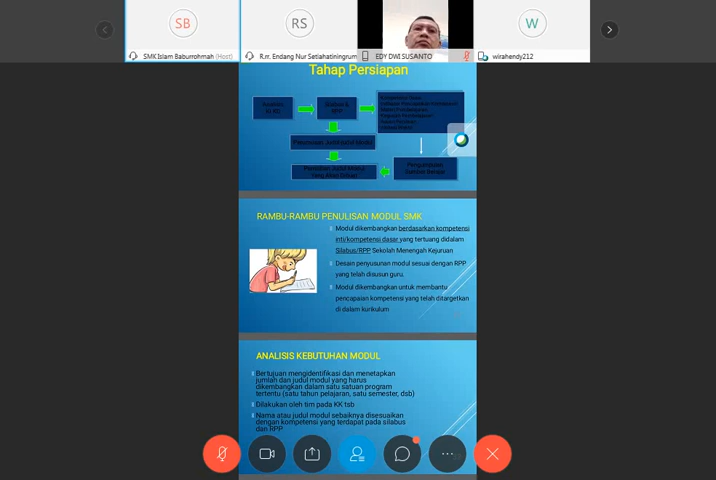 SB
RS
W
SMK Islam Baburrohmah (Host)
R.rr. Endang Nur Setiahatiningrum
EDY DWI SUSANTO
wirahendy212
Tahap Persiapan
RAMBU-RAMBU PENULISAN MODUL SMK
Modul dikembangkan berdasarkan kompetensi
inti/kompetensi dasar yang tertuang didalam
Silabus/RPP Sekolah Menengah Kejuruan
Desain penyusunan modul sesuai dengan RPP
yang telah disusun guru.
Modul dikembangkan untuk membantu
pencapaian kompetensi yang telah ditargetkan
di dalam kurikulum
ANALISIS KEBUTUHAN MODUL
Bertujuan mengidentifikasi dan menetapkan
jumlah dan judul modul yang harus
dikembangkan dalam satu satuan program
tertentu (satu tahun pelajaran, satu semester, dsb)
Dilakukan oleh tim pada KK tsb
Nama atau judul modul sebaiknya disesuaikan
dengan kompetensi yang terdapat pada silabus
dan RPP